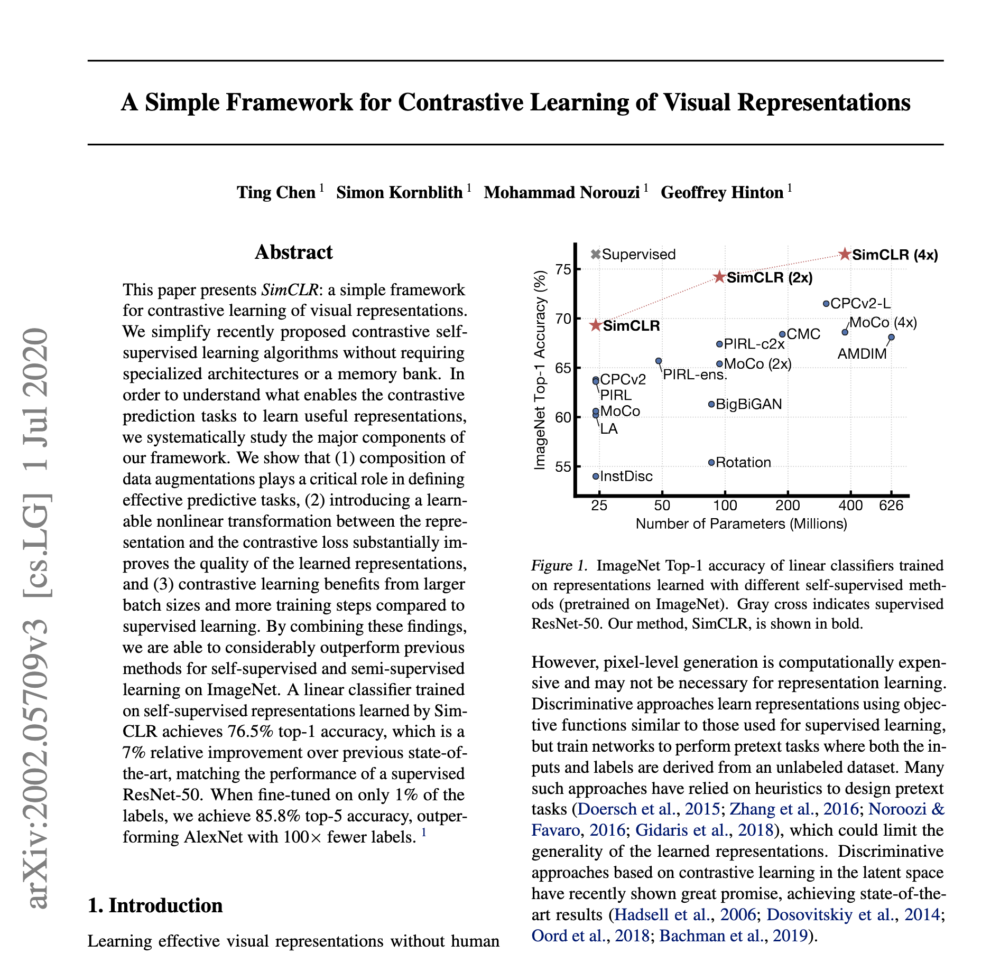 A Simple Framework for Contrastive Learning of Visual Representations
Ting Chen 1 Simon Kornblith 1 Mohammad Norouzi 1 Geoffrey Hinton 1
arXiv:2002.05709v3 [cs.LG] 1 Jul 2020
Abstract
This paper presents SimCLR: a simple framework
for contrastive learning of visual representations.
We simplify recently proposed contrastive self-
supervised learning algorithms without requiring
specialized architectures or a memory bank. In
order to understand what enables the contrastive
prediction tasks to learn useful representations,
we systematically study the major components of
our framework. We show that (1) composition of
data augmentations plays a critical role in defining
effective predictive tasks, (2) introducing a learn-
able nonlinear transformation between the repre-
sentation and the contrastive loss substantially im-
proves the quality of the learned representations,
and (3) contrastive learning benefits from larger
batch sizes and more training steps compared to
supervised learning. By combining these findings,
we are able to considerably outperform previous
methods for self-supervised and semi-supervised
learning on ImageNet. A linear classifier trained
on self-supervised representations learned by Sim-
CLR achieves 76.5% top-1 accuracy, which is a
7% relative improvement over previous state-of-
the-art, matching the performance of a supervised
ResNet-50. When fine-tuned on only 1% of the
labels, we achieve 85.8% top-5 accuracy, outper-
forming AlexNet with 100× fewer labels. 1
1. Introduction
Learning effective visual representations without human
ImageNet Top-1 Accuracy (%)
75
70
65
60
55
Supervised
SimCLR (4x)
SimCLR (2x)
CPCv2-L
MoCo (4x)
SimCLR
CMC
PIRL-c2x
AMDIM
MoCo (2x)
PIRL-ens.
CPCv2
PIRL
BigBiGAN
MoCo
LA
Rotation
InstDisc
25 50 100 200 400 626
Number of Parameters (Millions)
Figure 1. ImageNet Top-1 accuracy of linear classifiers trained
on representations learned with different self-supervised meth-
ods (pretrained on ImageNet). Gray cross indicates supervised
ResNet-50. Our method, SimCLR, is shown in bold.
However, pixel-level generation is computationally expen-
sive and may not be necessary for representation learning.
Discriminative approaches learn representations using objec-
tive functions similar to those used for supervised learning,
but train networks to perform pretext tasks where both the in-
puts and labels are derived from an unlabeled dataset. Many
such approaches have relied on heuristics to design pretext
tasks (Doersch et al., 2015; Zhang et al., 2016; Noroozi &
Favaro, 2016; Gidaris et al., 2018), which could limit the
generality of the learned representations. Discriminative
approaches based on contrastive learning in the latent space
have recently shown great promise, achieving state-of-the-
art results (Hadsell et al., 2006; Dosovitskiy et al., 2014;
Oord et al., 2018; Bachman et al., 2019).